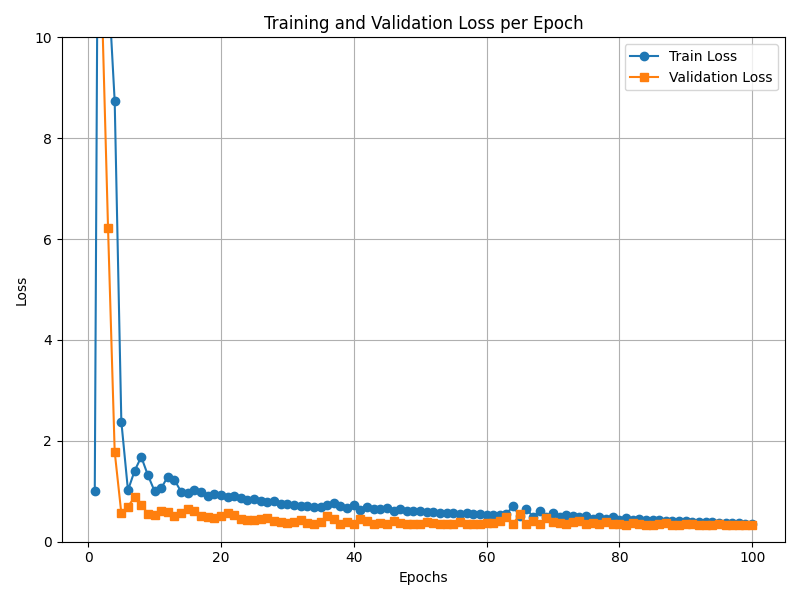 Training and Validation Loss per Epoch
Train Loss
Validation Loss
10
8
6
4
2
0
Loss
0 20 40 60 80 100
Epochs